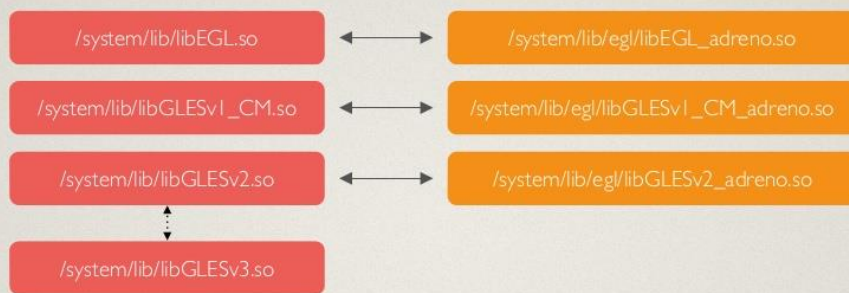 /system/lib/libEGL.so
/system/lib/egl/libEGL_adreno.so
/system/lib/libGLESv1_CM.so
/system/lib/egl/libGLESv1_CM_adreno.so
/system/lib/libGLESv2.so
/system/lib/egl/libGLESv2_adreno.so
/system/lib/libGLESv3.so